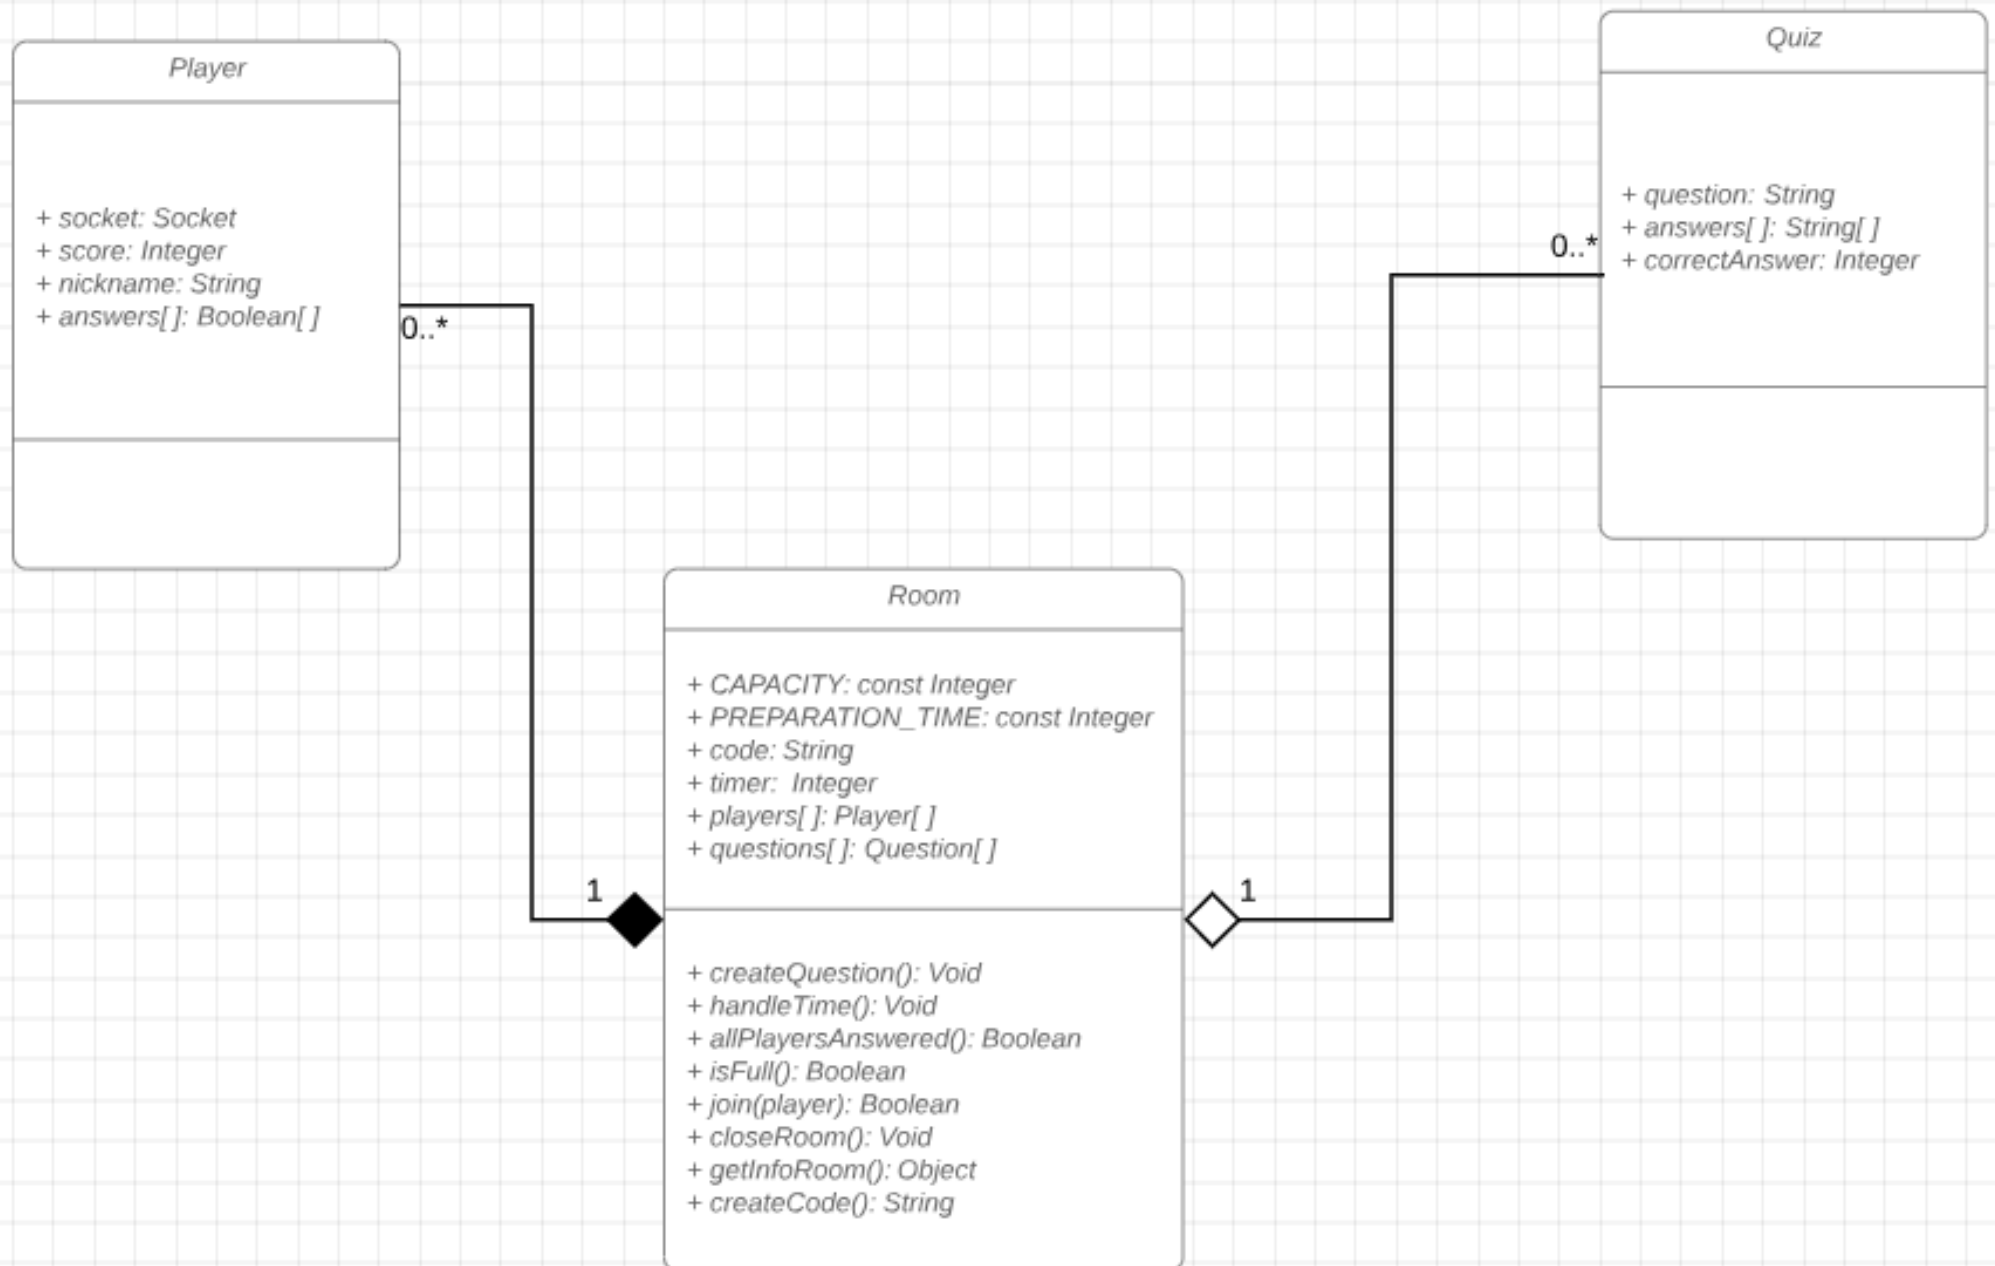 Player
+ socket: Socket
+ score: Integer
+ nickname: String
+ answers[ ]: Boolean[ ]
0..*
Quiz
+ question: String
+ answers[ ]: String[ ]
+ correctAnswer: Integer
0..*
Room
+ CAPACITY: const Integer
+ PREPARATION_TIME: const Integer
+ code: String
+ timer:  Integer
+ players[ ]: Player[ ]
+ questions[ ]: Question[ ]
1
1
+ createQuestion(): Void
+ handleTime(): Void
+ allPlayersAnswered(): Boolean
+ isFull(): Boolean
+ join(player): Boolean
+ closeRoom(): Void
+ getInfoRoom(): Object
+ createCode(): String